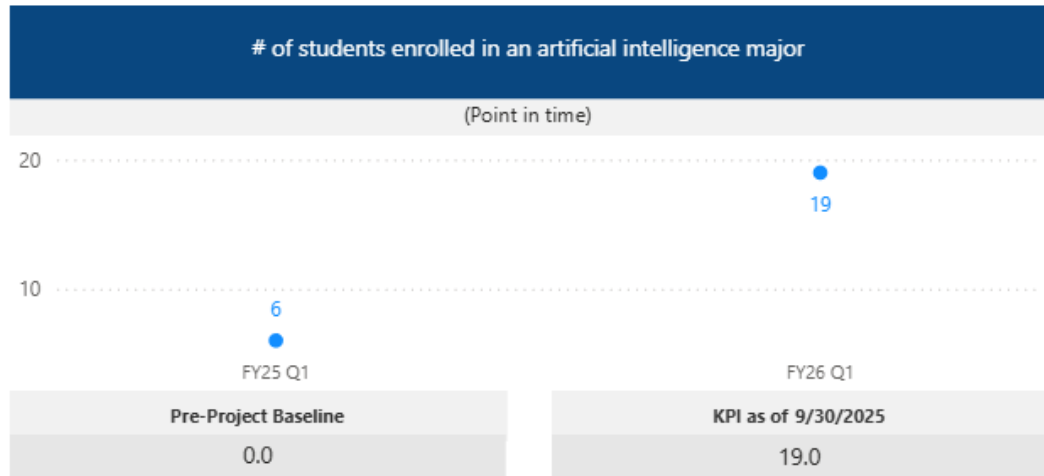 # of students enrolled in an artificial intelligence major
(Point in time)
20
19
10
6
FY25 Q1 FY26 Q1
Pre-Project Baseline KPI as of 9/30/2025
0.0 19.0